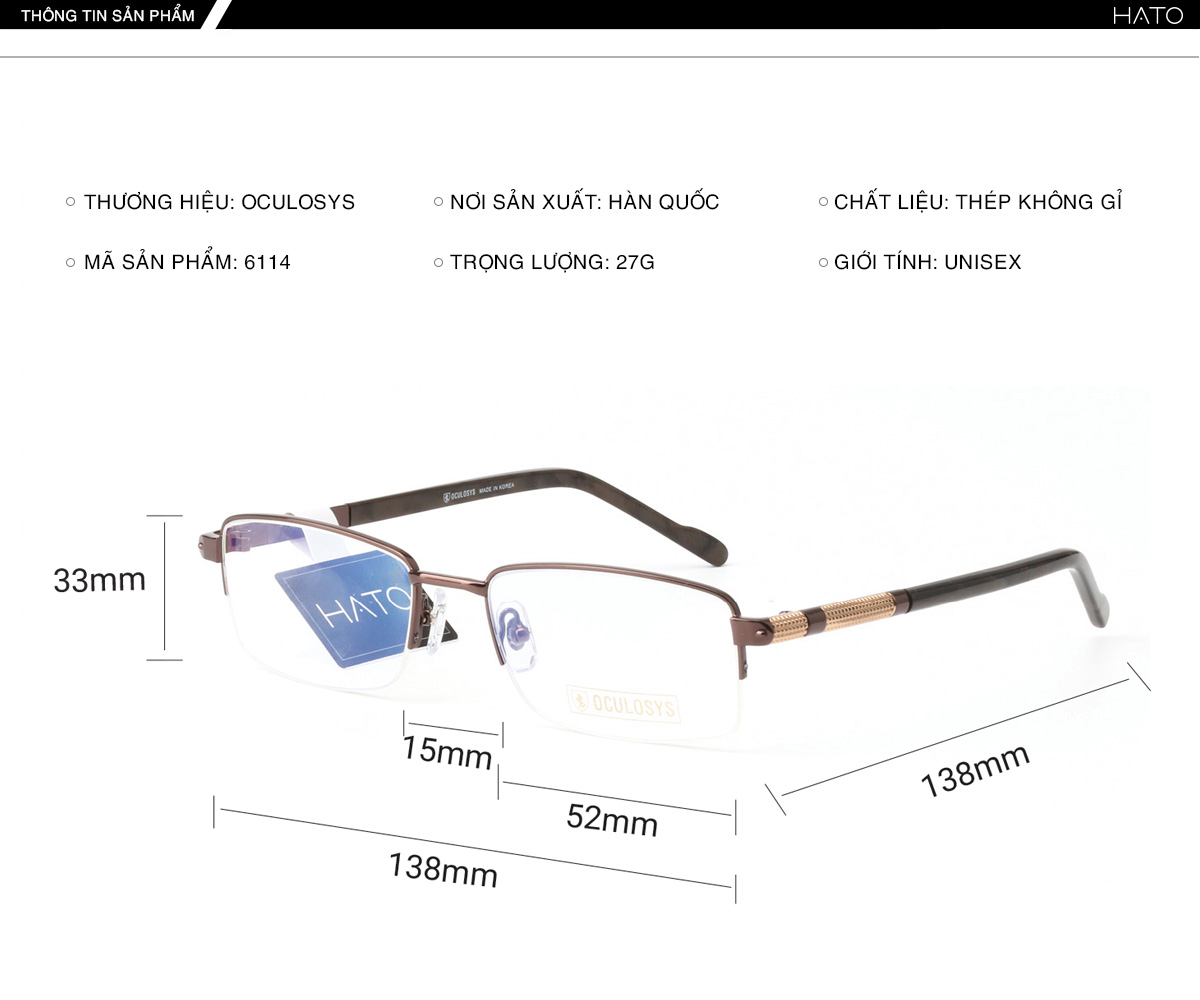 THÔNG TIN SẢN PHẨM
HATO
THƯƠNG HIỆU: OCULOSYS
NƠI SẢN XUẤT: HÀN QUỐC
CHẤT LIỆU: THÉP KHÔNG GỈ
MÃ SẢN PHẨM: 6114
TRỌNG LƯỢNG: 27G
GIỚI TÍNH: UNISEX
OCULOSYS MADE IN KOREA
33mm
HATO
OCULOSYS
15mm
52mm
138mm
138mm